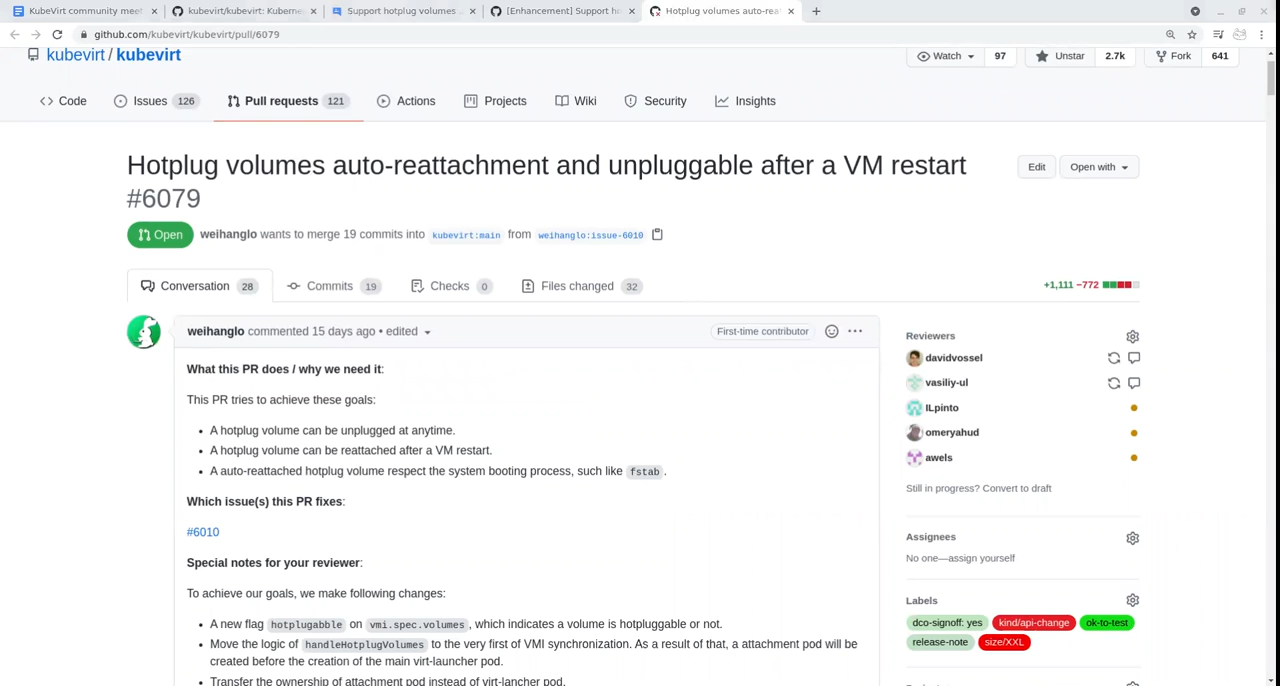 KubeVirt community meet
kubevirt/kubevirt: Kuberne
Support hotplug volumes
[Enhancement] Support ho
Hotplug volumes auto-rea
github.com/kubevirt/kubevirt/pull/6079
kubevirt / kubevirt
Watch 97
Unstar 2.7k
Fork 641
Code
Issues 126
Pull requests 121
Actions
Projects
Wiki
Security
Insights
Hotplug volumes auto-reattachment and unpluggable after a VM restart
#6079
Edit
Open with
Open
weihanglo wants to merge 19 commits into kubevirt:main from weihanglo:issue-6010
Conversation 28
Commits 19
Checks 0
Files changed 32
+1,111 −772
weihanglo commented 15 days ago • edited
First-time contributor
What this PR does / why we need it:
This PR tries to achieve these goals:
• A hotplug volume can be unplugged at anytime.
• A hotplug volume can be reattached after a VM restart.
• A auto-reattached hotplug volume respect the system booting process, such like fstab.
Which issue(s) this PR fixes:
#6010
Special notes for your reviewer:
To achieve our goals, we make following changes:
• A new flag hotplugabble on vmi.spec.volumes, which indicates a volume is hotpluggable or not.
• Move the logic of handleHotplugVolumes to the very first of VMI synchronization. As a result of that, a attachment pod will be
created before the creation of the main virt-launcher pod.
• Transfer the ownership of attachment pod instead of virt-lancher pod.
Reviewers
davidvossel
vasiliy-ul
ILpinto
omeryahud
awels
Still in progress? Convert to draft
Assignees
No one—assign yourself
Labels
dco-signoff: yes
kind/api-change
ok-to-test
release-note
size/XXL